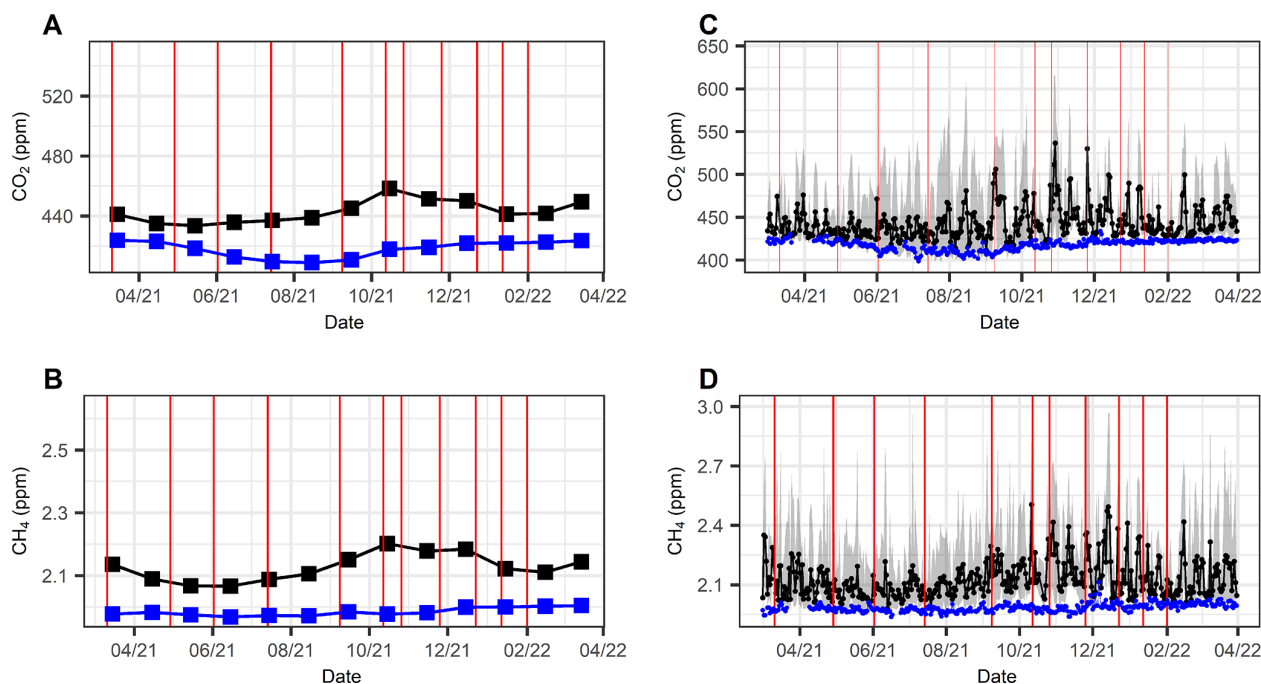 A
CO2 (ppm)
520
480
440
04/21 06/21 08/21 10/21 12/21 02/22 04/22
Date
C
CO2 (ppm)
650
600
550
500
450
400
04/21 06/21 08/21 10/21 12/21 02/22 04/22
Date
B
CH4 (ppm)
2.5
2.3
2.1
04/21 06/21 08/21 10/21 12/21 02/22 04/22
Date
D
CH4 (ppm)
3.0
2.7
2.4
2.1
04/21 06/21 08/21 10/21 12/21 02/22 04/22
Date